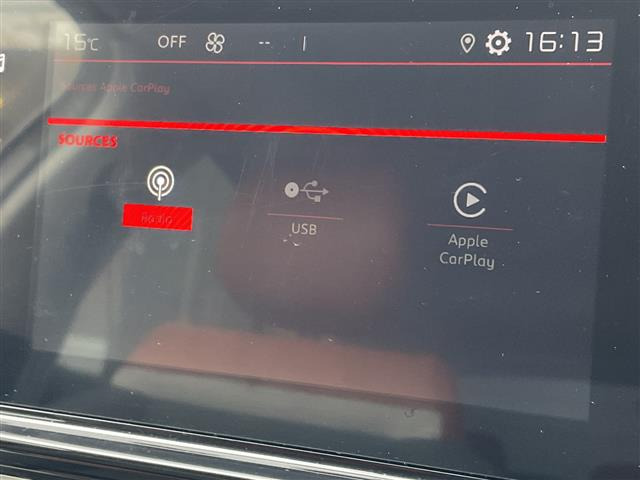 15°C OFF -- 16:13
Sources Apple CarPlay
SOURCES
Radio
USB
Apple
CarPlay